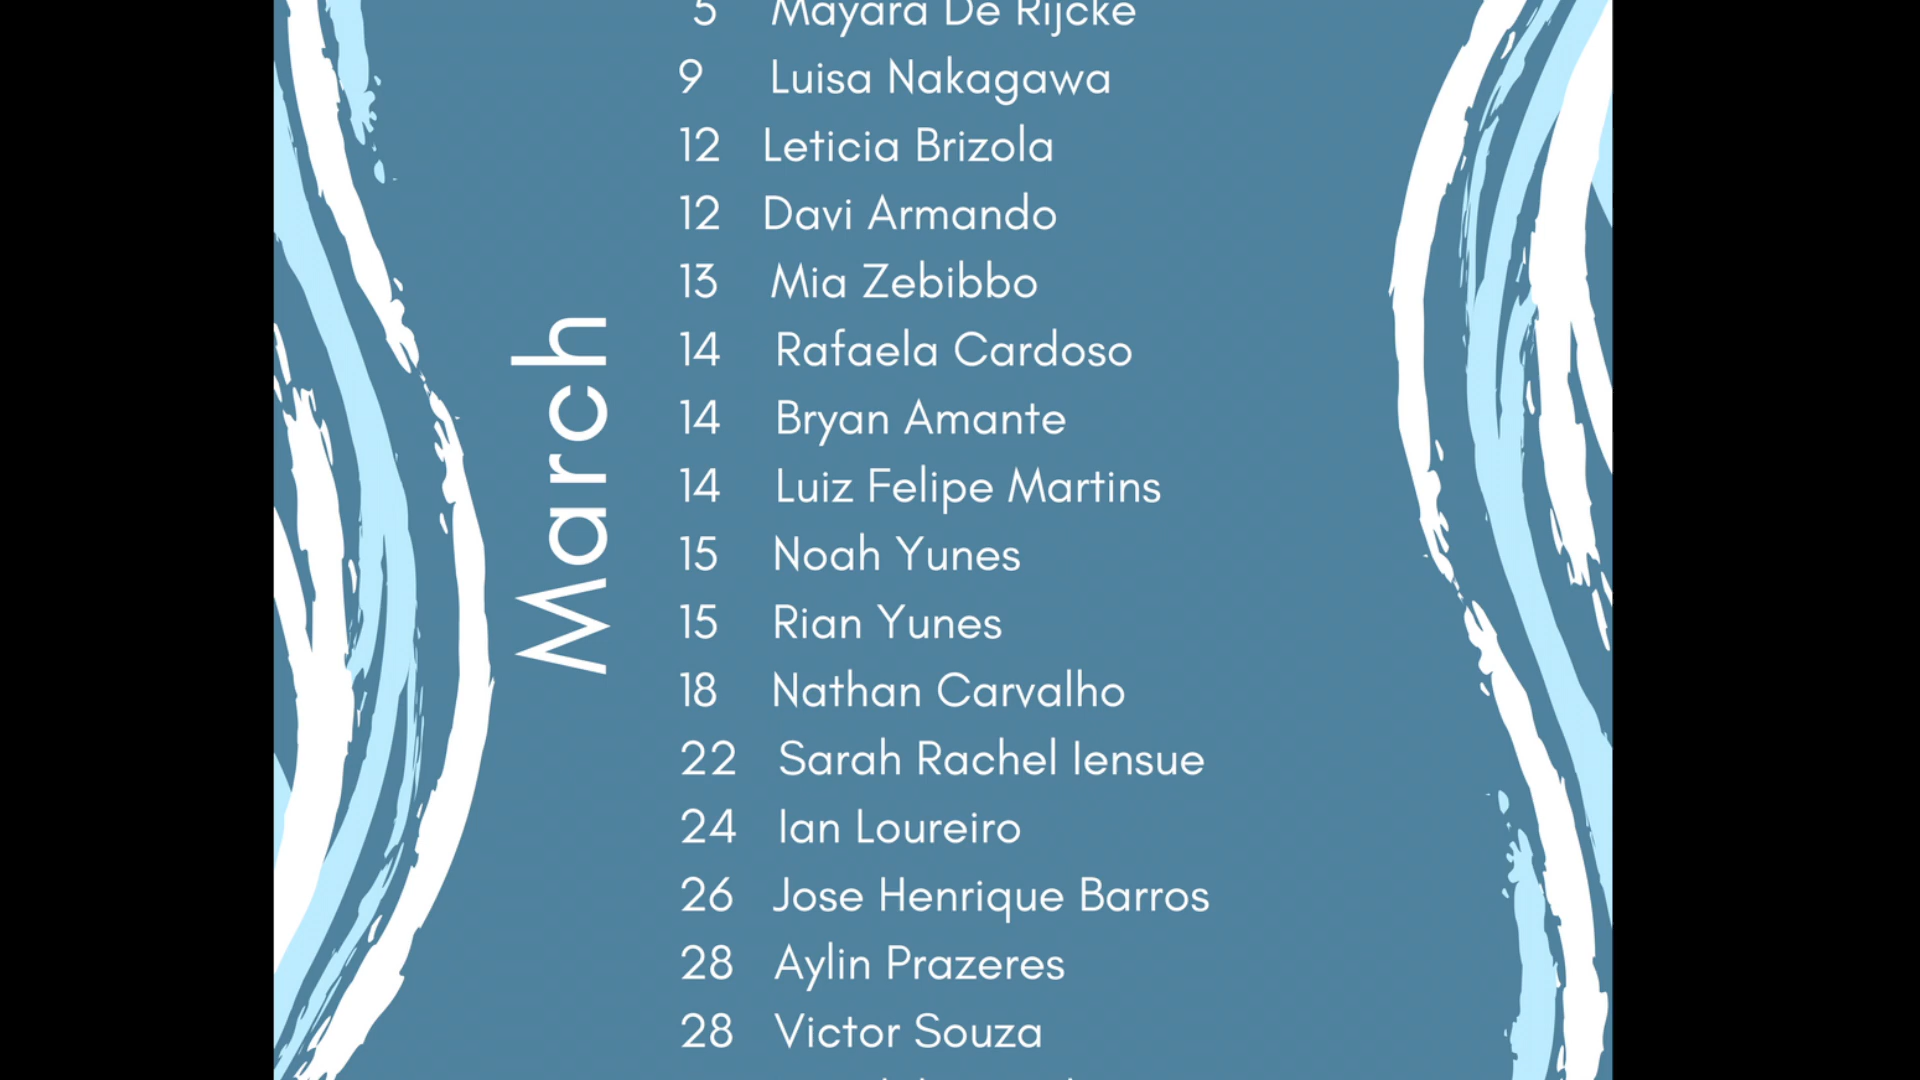 March
5 Mayara De Rijcke
9 Luisa Nakagawa
12 Leticia Brizola
12 Davi Armando
13 Mia Zebibbo
14 Rafaela Cardoso
14 Bryan Amante
14 Luiz Felipe Martins
15 Noah Yunes
15 Rian Yunes
18 Nathan Carvalho
22 Sarah Rachel Iensue
24 Ian Loureiro
26 Jose Henrique Barros
28 Aylin Prazeres
28 Victor Souza